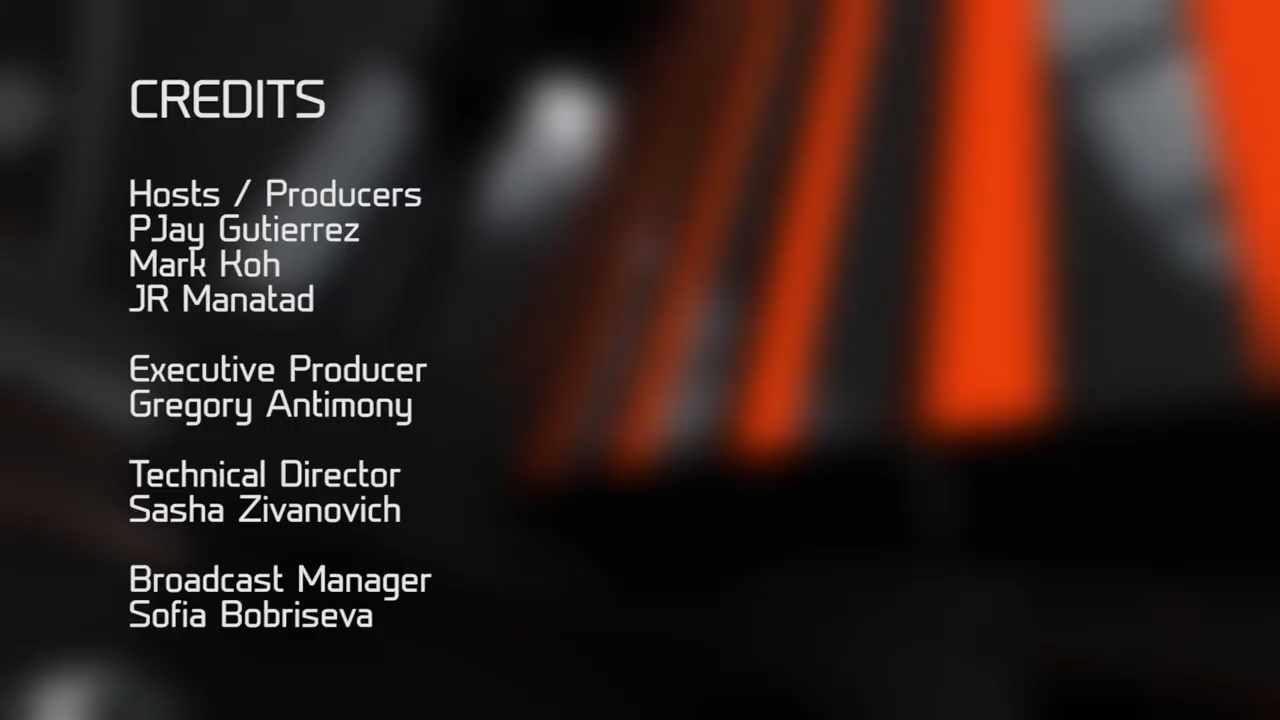 CREDITS
Hosts / Producers
PJay Gutierrez
Mark Koh
JR Manatad
Executive Producer
Gregory Antimony
Technical Director
Sasha Zivanovich
Broadcast Manager
Sofia Bobriseva